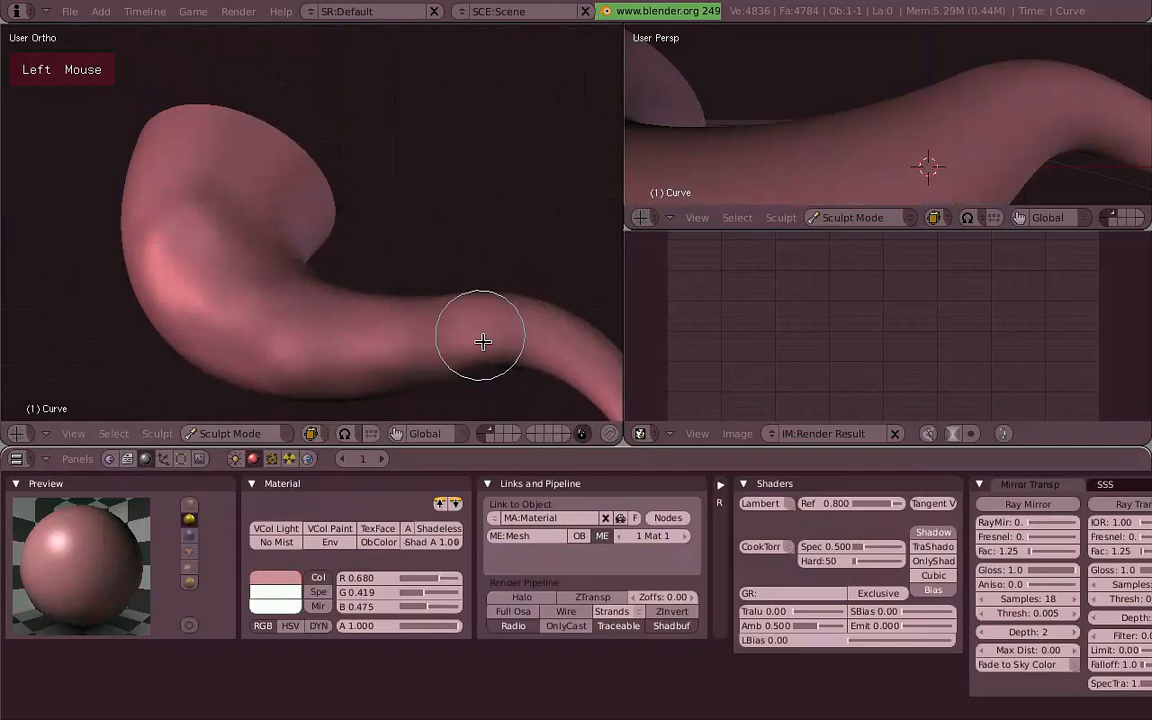 File Add Timeline Game Render Help SR:Default SCE:Scene www.blender.org 249 Ve:4836 | Fa:4784 | Ob:1-1 | La:0 | Mem:5.29M (0.44M) | Time: | Curve
User Ortho
User Persp
Left Mouse
(1) Curve
View Select Sculpt Sculpt Mode Global
(1) Curve
View Select Sculpt Sculpt Mode Global
View Image IM:Render Result
Panels 1
Preview
Material
VCol Light VCol Paint TexFace A Shadeless
No Mist Env ObColor Shad A 1.00
Col R 0.680
Spe G 0.419
Mir B 0.475
RGB HSV DYN A 1.000
Links and Pipeline
Link to Object
MA:Material F Nodes
ME:Mesh OB ME 1 Mat 1
Render Pipeline
Halo ZTransp Zoffs: 0.00
Full Osa Wire Strands ZInvert
Radio OnlyCast Traceable Shadbuf
R
Shaders
Lambert Ref 0.800 Tangent V
Shadow
CookTorr Spec 0.500 TraShado
Hard:50 OnlyShad
Cubic
GR: Exclusive Bias
Tralu 0.00 SBias 0.00
Amb 0.500 Emit 0.000
LBias 0.00
Mirror Transp SSS
Ray Mirror Ray Tra
RayMir: 0. IOR: 1.00
Fresnel: 0. Fresnel: 0.
Fac: 1.25 Fac: 1.25
Gloss: 1.0 Gloss: 1.0
Aniso: 0.0 Samples:
Samples: 18 Thresh: 0.
Thresh: 0.005 Depth:
Depth: 2 Filter: 0.0
Max Dist: 0.00 Limit: 0.00
Fade to Sky Color Falloff: 1.0
SpecTra: 1.